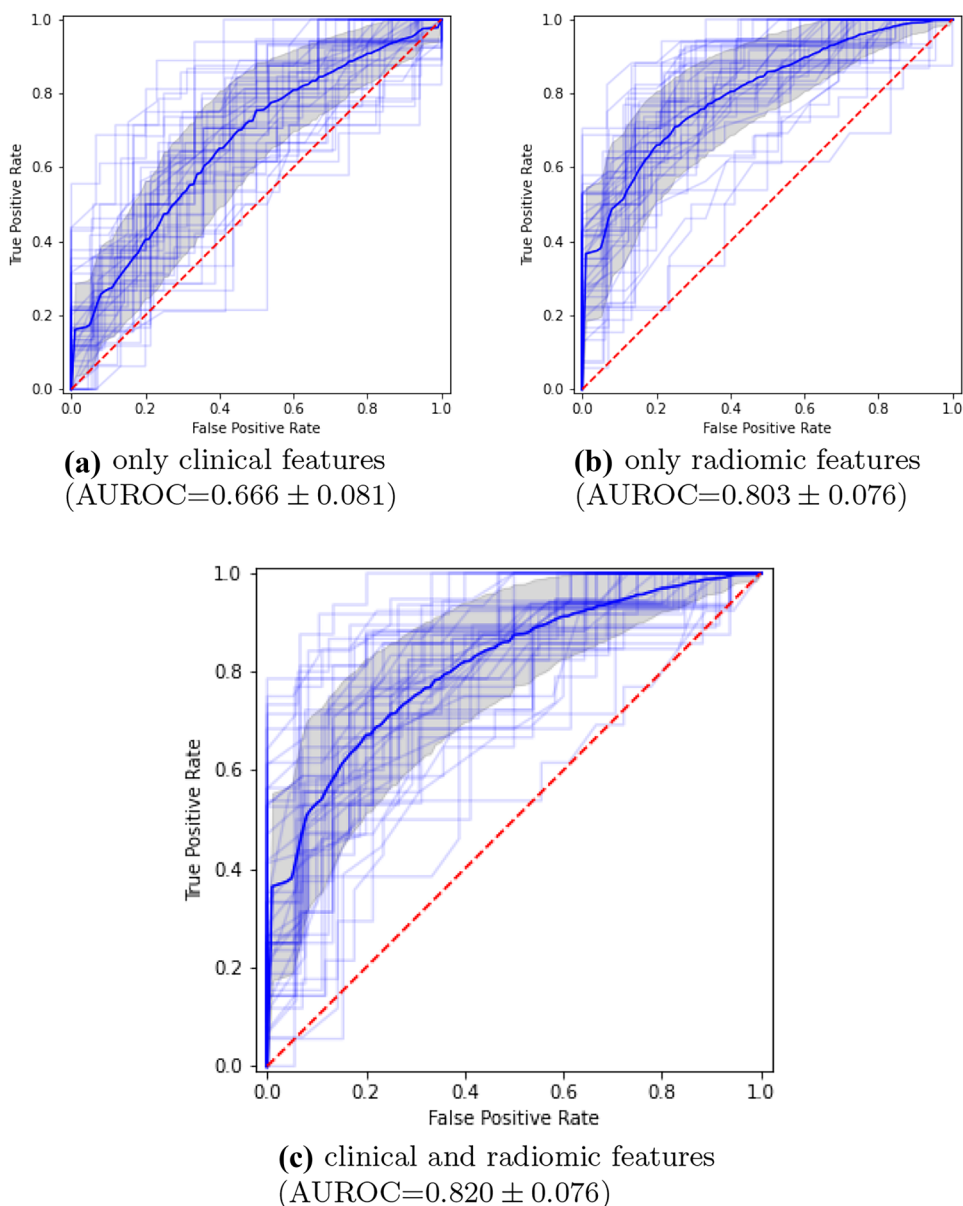 1.0
0.8
0.6
0.4
0.2
0.0
True Positive Rate
0.0 0.2 0.4 0.6 0.8 1.0
False Positive Rate
(a) only clinical features
(AUROC=0.666 ± 0.081)
1.0
0.8
0.6
0.4
0.2
0.0
True Positive Rate
0.0 0.2 0.4 0.6 0.8 1.0
False Positive Rate
(b) only radiomic features
(AUROC=0.803 ± 0.076)
1.0
0.8
0.6
0.4
0.2
0.0
True Positive Rate
0.0 0.2 0.4 0.6 0.8 1.0
False Positive Rate
(c) clinical and radiomic features
(AUROC=0.820 ± 0.076)